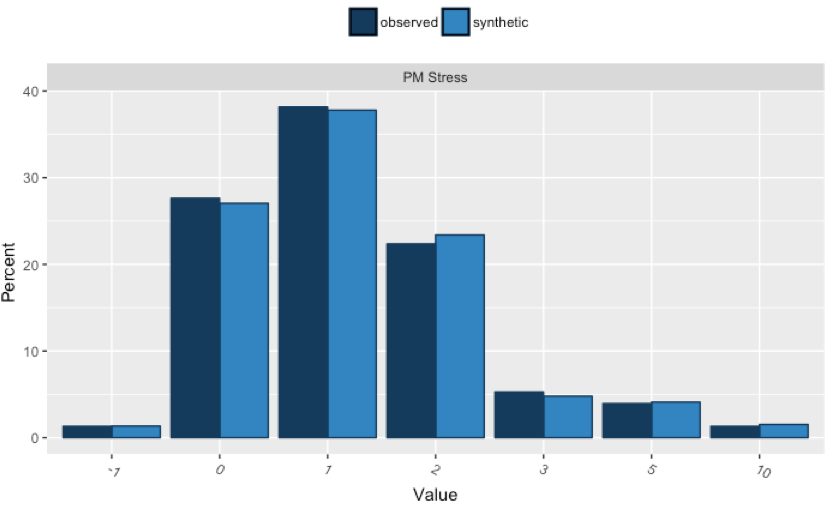 observed synthetic
PM Stress
40
30
20
10
0
Percent
-1 0 1 2 3 5 10
Value